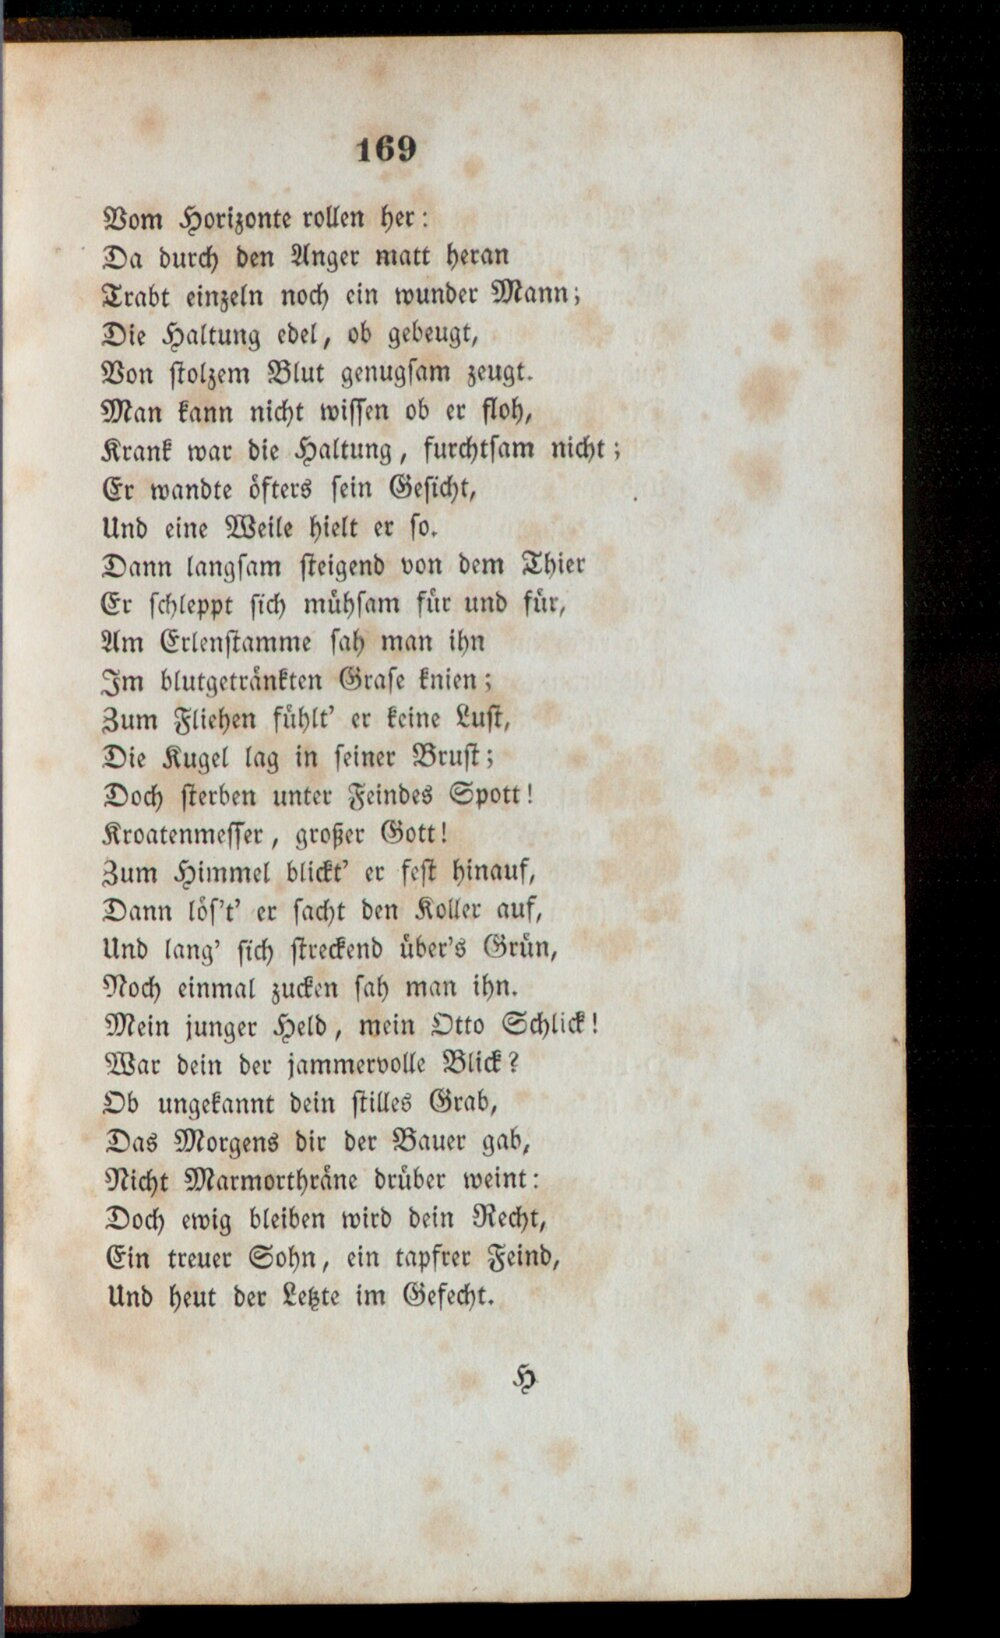 169
Vom Horizonte rollen her:
Da durch den Anger matt heran
Trabt einzeln noch ein wunder Mann;
Die Haltung edel, ob gebeugt,
Von stolzem Blut genugsam zeugt.
Man kann nicht wissen ob er floh,
Krank war die Haltung, furchtsam nicht;
Er wandte öfters sein Gesicht,
Und eine Weile hielt er so.
Dann langsam steigend von dem Thier
Er schleppt sich mühsam für und für,
Am Erlenstamme sah man ihn
Im blutgetränkten Grase knien;
Zum Fliehen fühlt' er keine Lust,
Die Kugel lag in seiner Brust;
Doch sterben unter Feindes Spott!
Kroatenmesser, großer Gott!
Zum Himmel blickt' er fest hinauf,
Dann lös't' er sacht den Koller auf,
Und lang' sich streckend über's Grün,
Noch einmal zucken sah man ihn.
Mein junger Held, mein Otto Schlick!
War dein der jammervolle Blick?
Ob ungekannt dein stilles Grab,
Das Morgens dir der Bauer gab,
Nicht Marmorthräne drüber weint:
Doch ewig bleiben wird dein Recht,
Ein treuer Sohn, ein tapfrer Feind,
Und heut der Letzte im Gefecht.
H